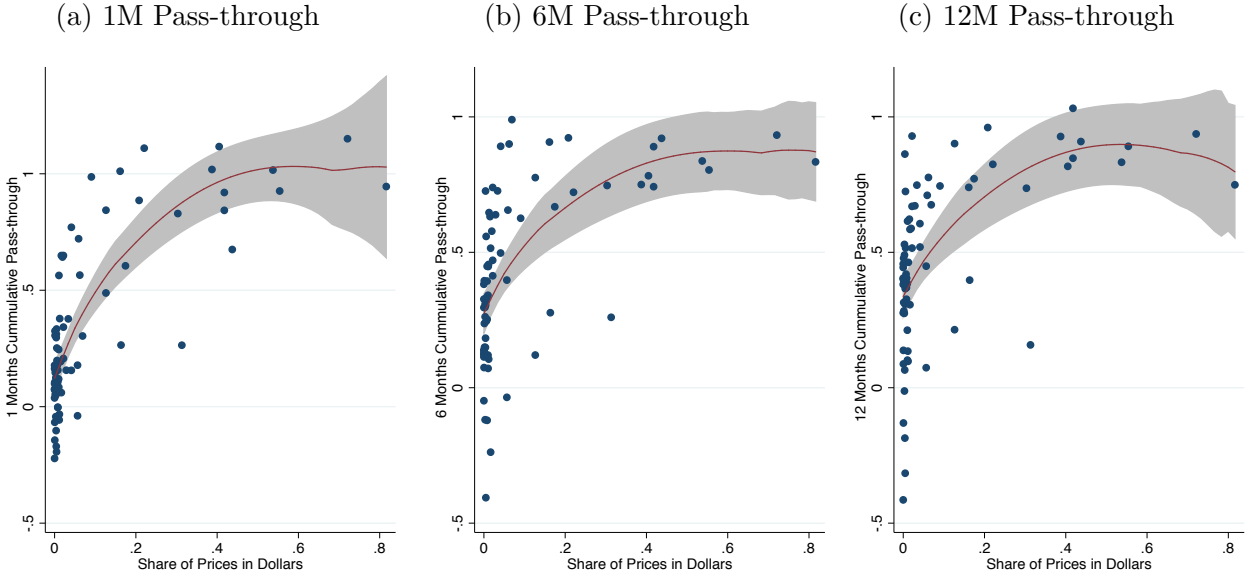 (a) 1M Pass-through
1 Months Cummulative Pass-through
1
.5
0
-.5
0 .2 .4 .6 .8
Share of Prices in Dollars
(b) 6M Pass-through
6 Months Cummulative Pass-through
1
.5
0
-.5
0 .2 .4 .6 .8
Share of Prices in Dollars
(c) 12M Pass-through
12 Months Cummulative Pass-through
1
.5
0
-.5
0 .2 .4 .6 .8
Share of Prices in Dollars